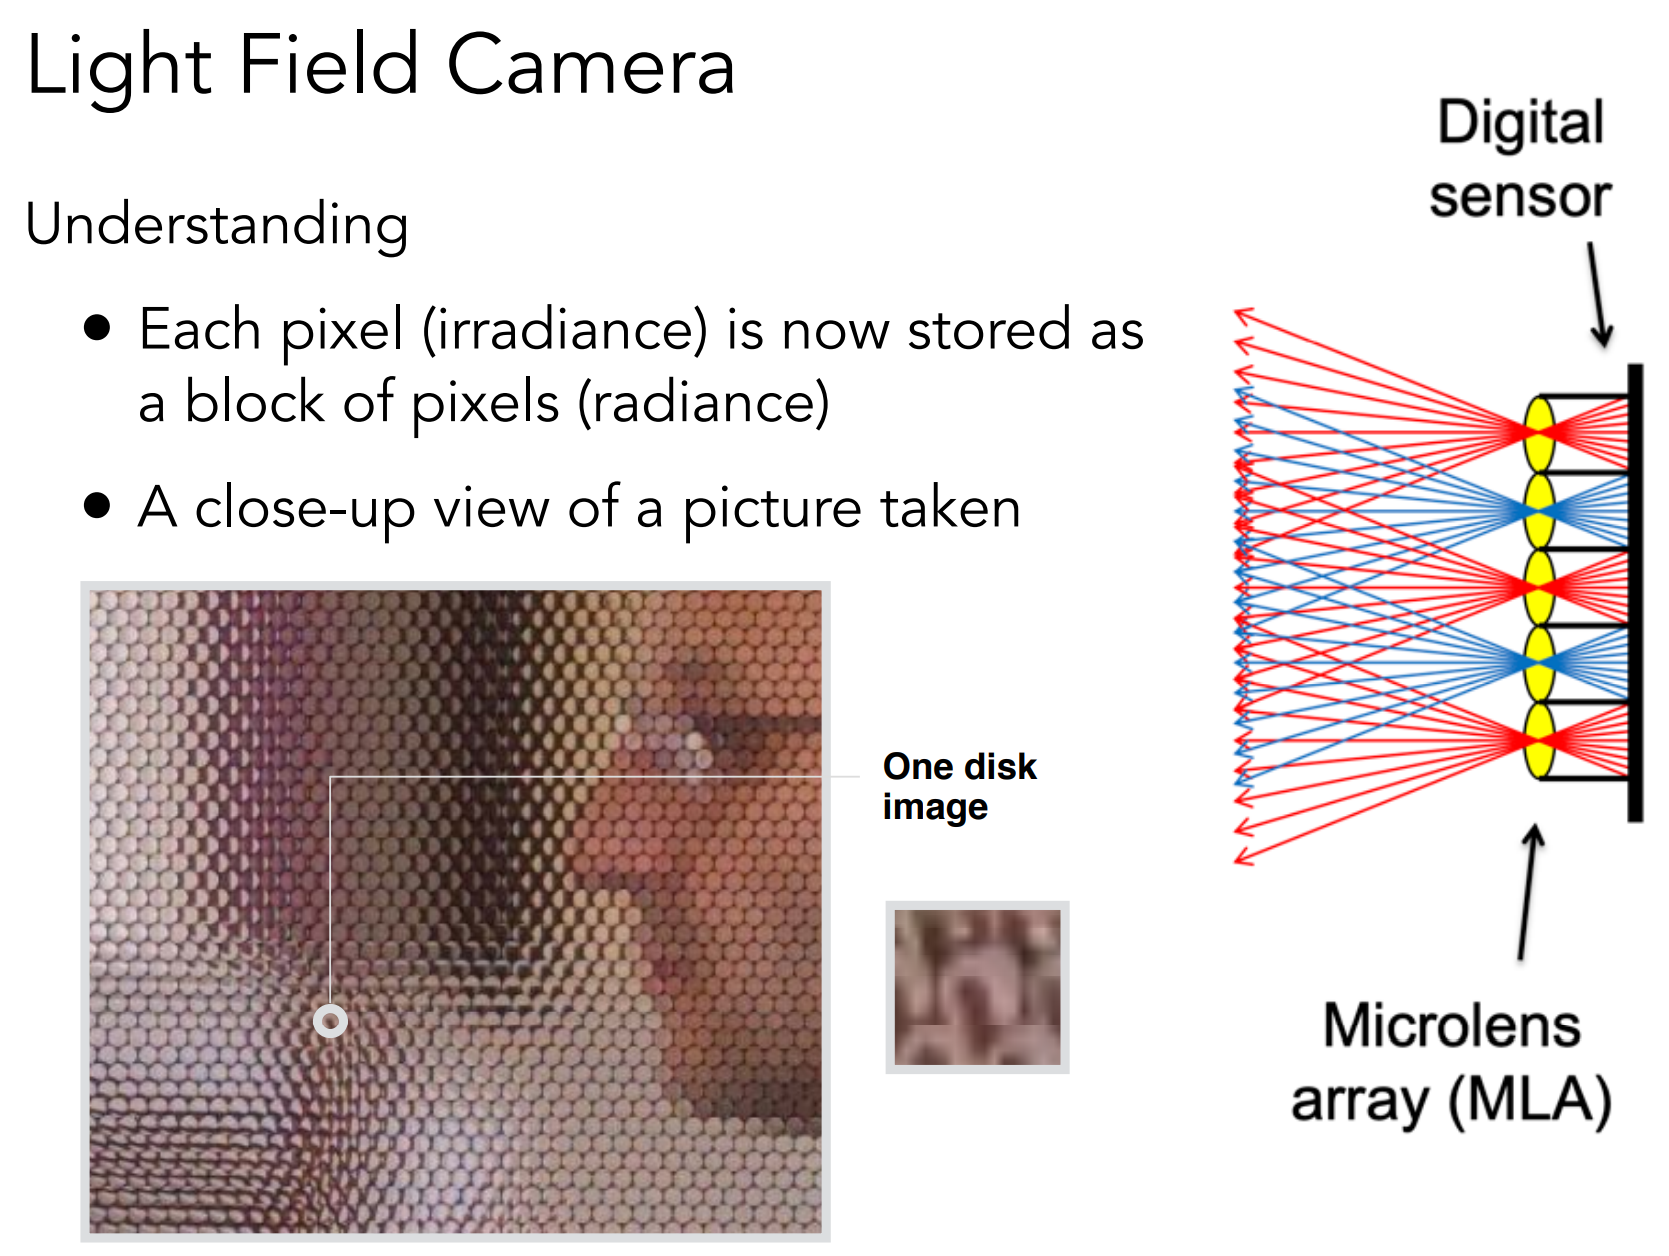 Light Field Camera
Understanding
• Each pixel (irradiance) is now stored as
a block of pixels (radiance)
• A close-up view of a picture taken
One disk
image
Digital
sensor
Microlens
array (MLA)